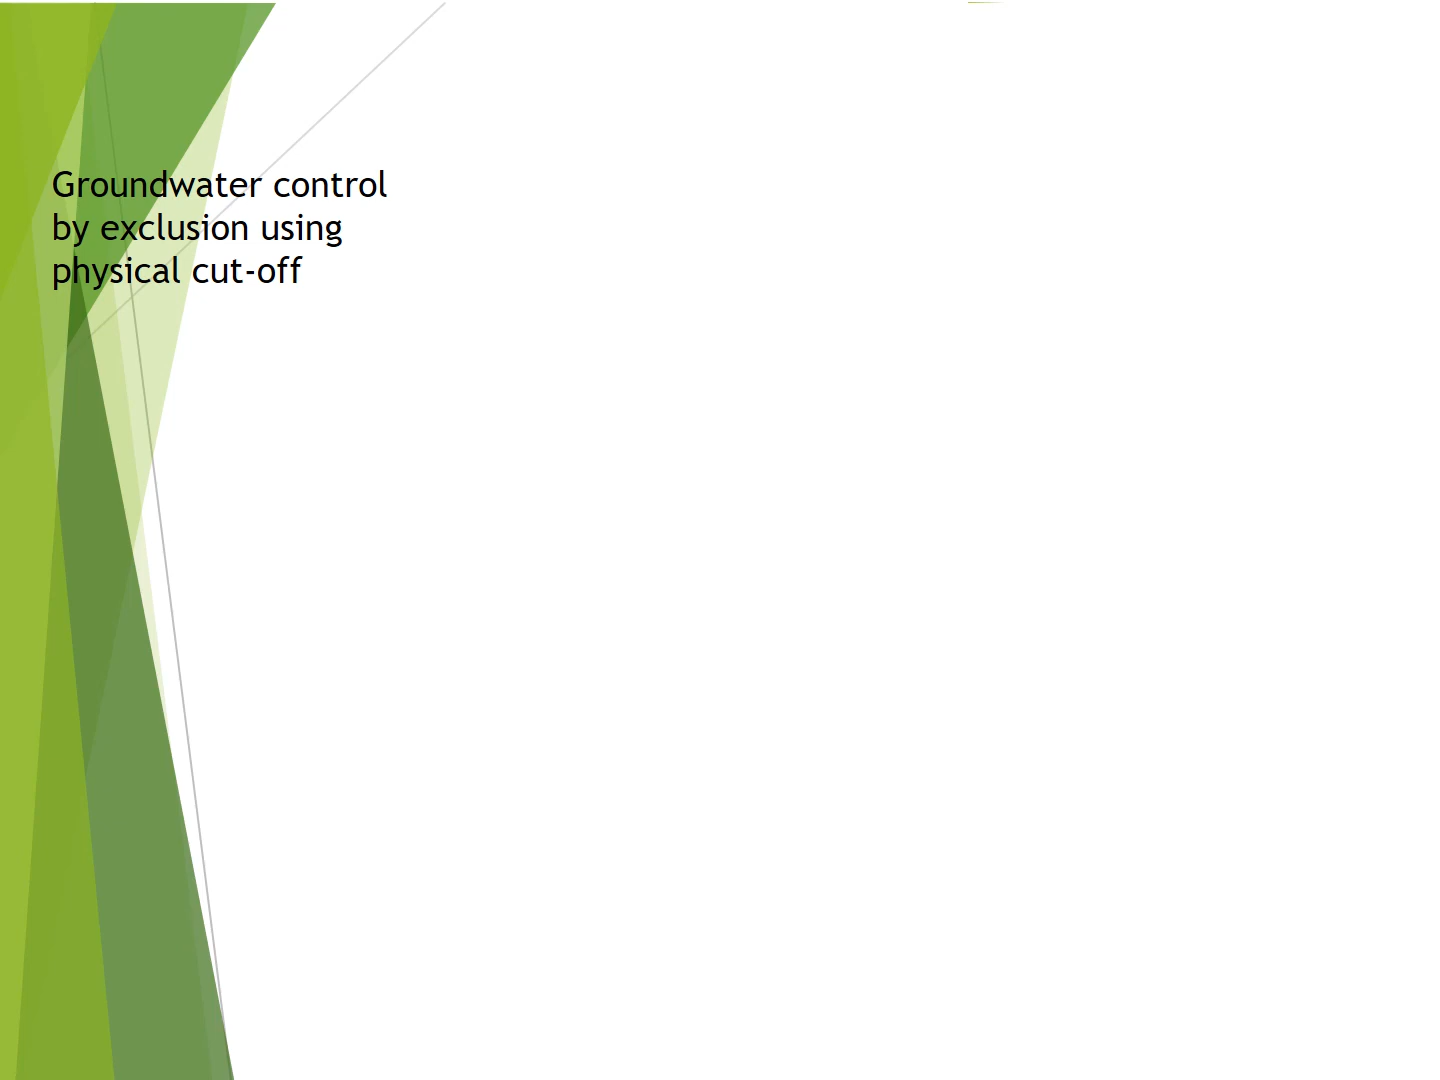 Groundwater control
by exclusion using
physical cut-off